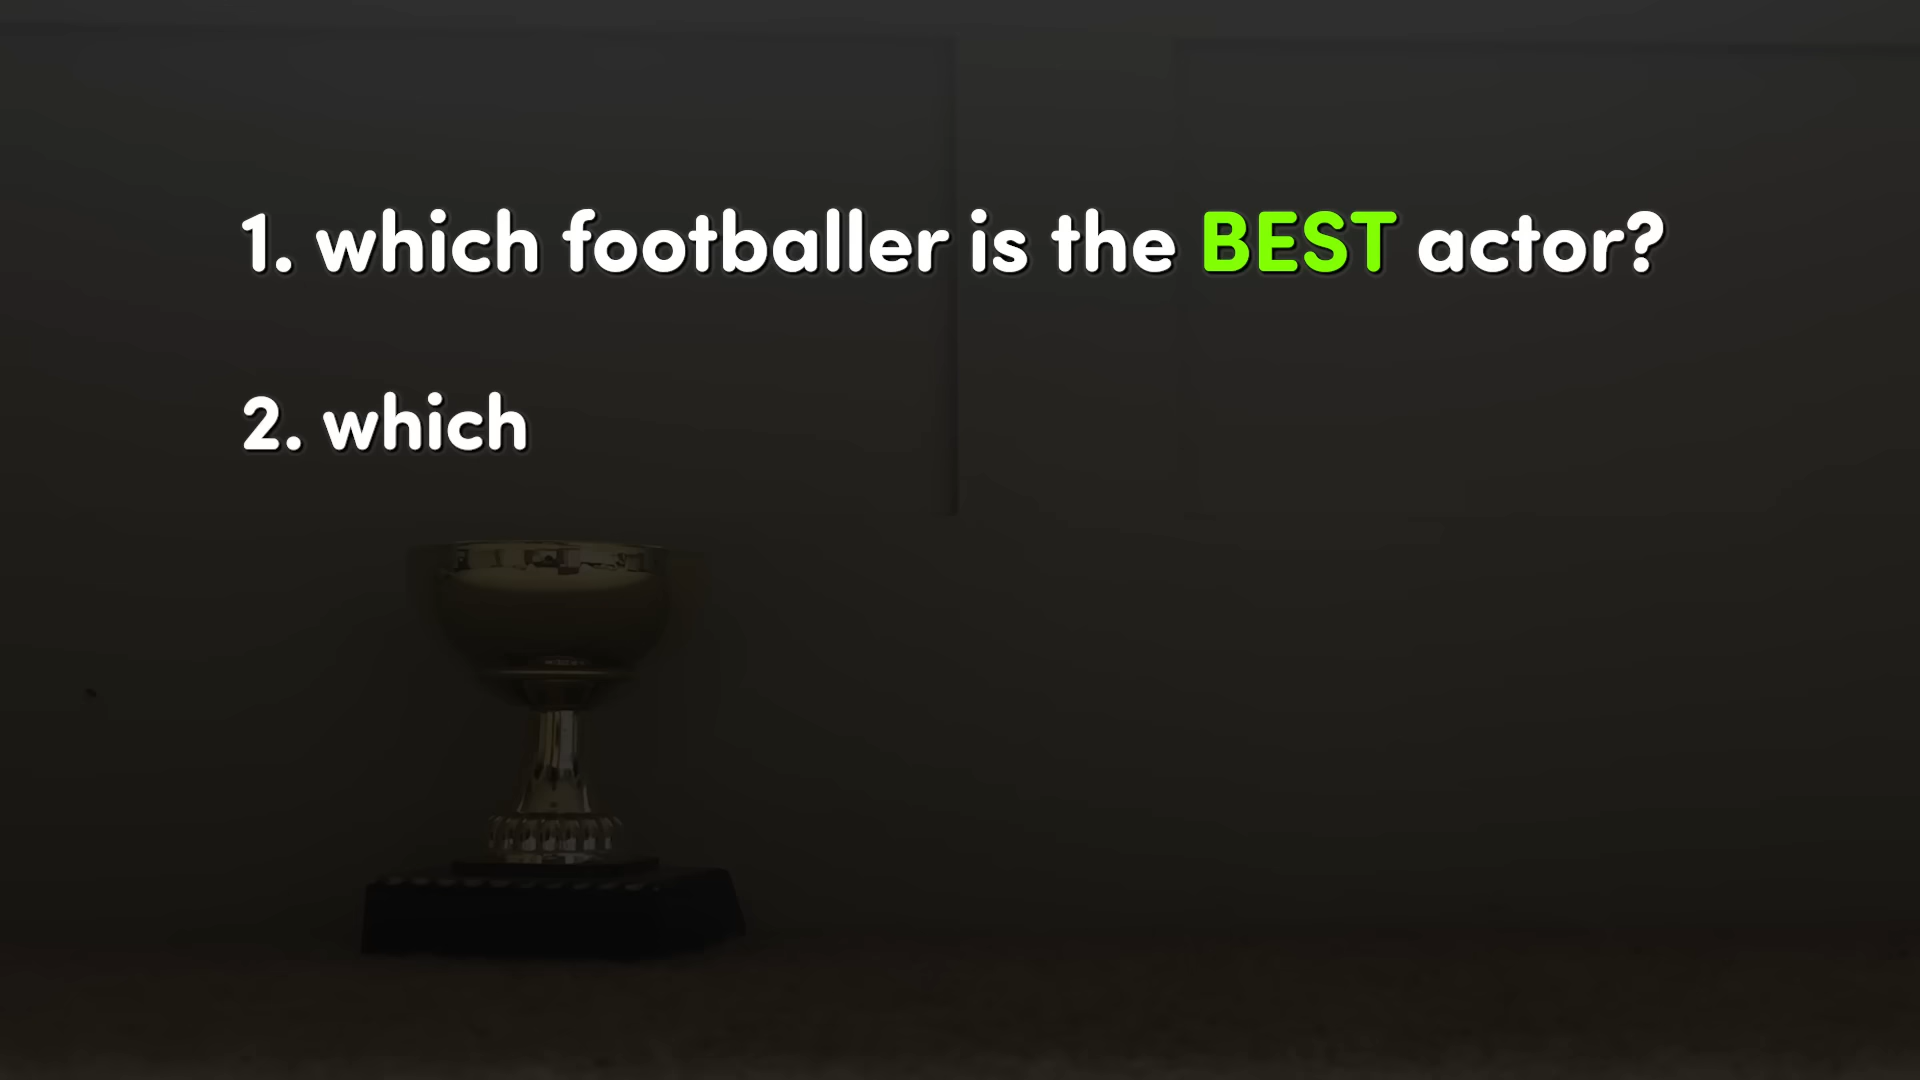 1. which footballer is the BEST actor?
2. which